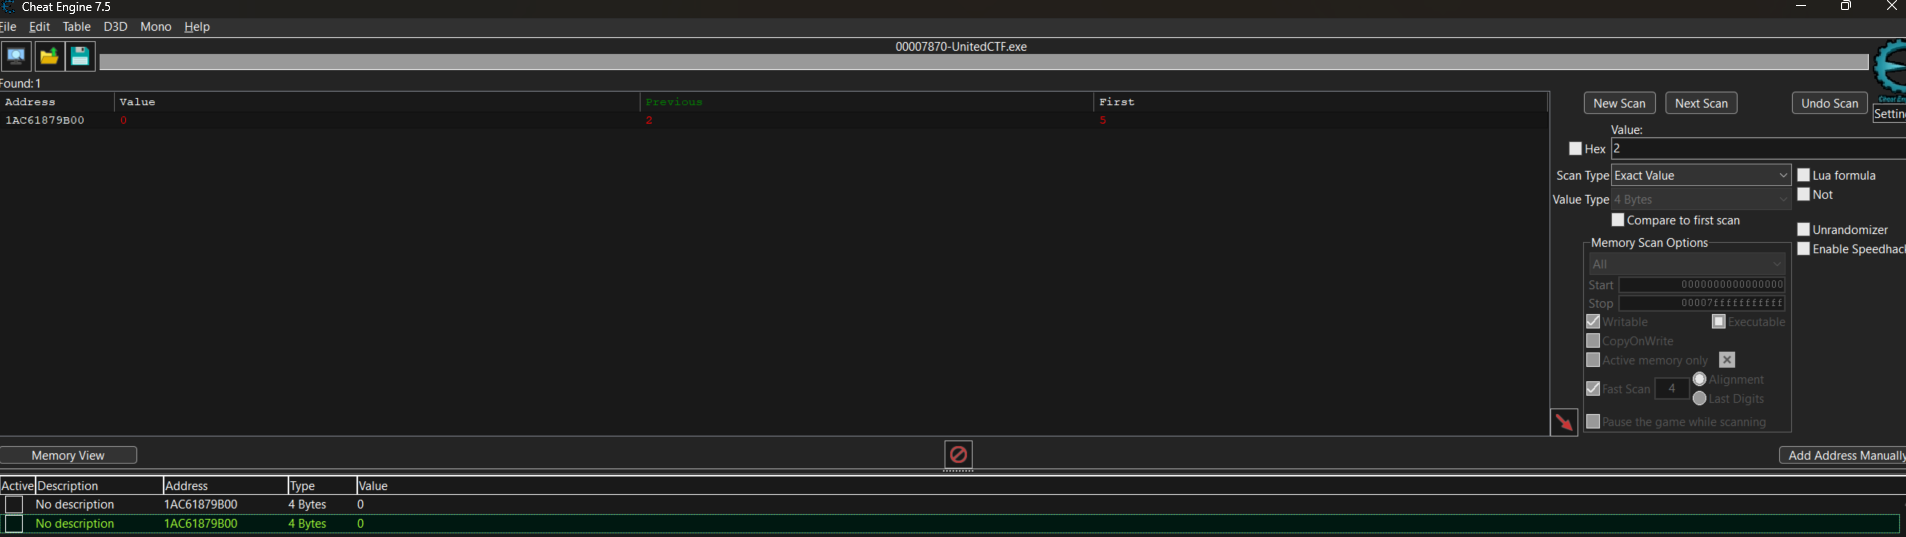 Cheat Engine 7.5
File Edit Table D3D Mono Help
00007870-UnitedCTF.exe
Found: 1
Address Value Previous First
1AC61879B00 0 2 5
New Scan Next Scan Undo Scan
Cheat En
Settin
Value:
Hex 2
Scan Type Exact Value
Lua formula
Value Type 4 Bytes
Not
Compare to first scan
Unrandomizer
Memory Scan Options
Enable Speedhac
All
Start 0000000000000000
Stop 00007fffffffffff
Writable Executable
CopyOnWrite
Active memory only
Fast Scan 4 Alignment
Last Digits
Pause the game while scanning
Memory View
Add Address Manually
Active Description Address Type Value
No description 1AC61879B00 4 Bytes 0
No description 1AC61879B00 4 Bytes 0